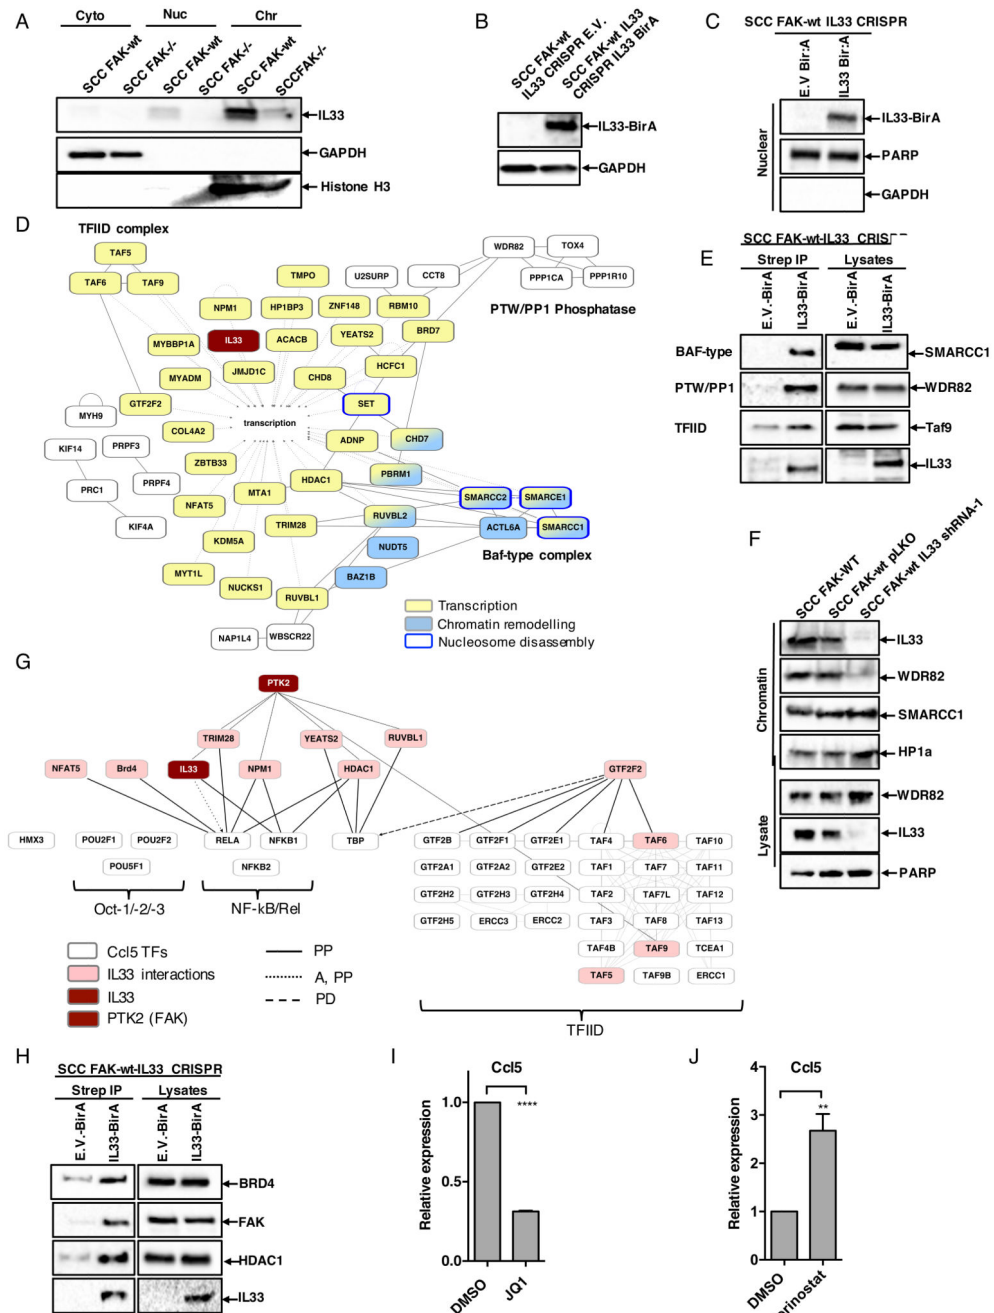 A
Cyto
Nuc
Chr
SCC FAK-wt
SCC FAK-/-
SCC FAK-wt
SCC FAK-/-
SCC FAK-wt
SCCFAK-/-
IL33
GAPDH
Histone H3
B
SCC FAK-wt
IL33 CRISPR E.V.
SCC FAK-wt IL33
CRISPR IL33 BirA
IL33-BirA
GAPDH
C
SCC FAK-wt IL33 CRISPR
E.V Bir:A
IL33 Bir:A
Nuclear
IL33-BirA
PARP
GAPDH
D
TFIID complex
TAF5
TAF6
TAF9
TMPO
U2SURP
CCT8
WDR82
TOX4
PPP1CA
PPP1R10
PTW/PP1 Phosphatase
NPM1
HP1BP3
ZNF148
RBM10
MYBBP1A
IL33
ACACB
YEATS2
BRD7
MYADM
JMJD1C
CHD8
HCFC1
GTF2F2
SET
MYH9
COL4A2
transcription
ADNP
CHD7
KIF14
PRPF3
ZBTB33
PBRM1
PRC1
PRPF4
NFAT5
MTA1
HDAC1
SMARCC2
SMARCE1
KIF4A
TRIM28
RUVBL2
ACTL6A
SMARCC1
KDM5A
NUDT5
Baf-type complex
MYT1L
NUCKS1
RUVBL1
BAZ1B
NAP1L4
WBSCR22
Transcription
Chromatin remodelling
Nucleosome disassembly
E
SCC FAK-wt-IL33
Strep IP
Lysates
E.V.-BirA
IL33-BirA
E.V.-BirA
IL33-BirA
BAF-type
SMARCC1
PTW/PP1
WDR82
TFIID
Taf9
IL33
F
SCC FAK-WT
SCC FAK-wt pLKO
SCC FAK-wt IL33 shRNA-1
Chromatin
IL33
WDR82
SMARCC1
HP1a
Lysate
WDR82
IL33
PARP
G
PTK2
TRIM28
YEATS2
RUVBL1
NFAT5
Brd4
IL33
NPM1
HDAC1
GTF2F2
HMX3
POU2F1
POU2F2
RELA
NFKB1
TBP
POU5F1
NFKB2
GTF2B
GTF2F1
GTF2E1
TAF4
TAF6
TAF10
GTF2A1
GTF2A2
GTF2E2
TAF1
TAF7
TAF11
GTF2H2
GTF2H3
GTF2H4
TAF2
TAF7L
TAF12
GTF2H5
ERCC3
ERCC2
TAF3
TAF8
TAF13
TAF4B
TAF9
TCEA1
TAF5
TAF9B
ERCC1
Oct-1/-2/-3
NF-kB/Rel
TFIID
Ccl5 TFs
IL33 interactions
IL33
PTK2 (FAK)
PP
A, PP
PD
H
SCC FAK-wt-IL33 CRISPR
Strep IP
Lysates
E.V.-BirA
IL33-BirA
E.V.-BirA
IL33-BirA
BRD4
FAK
HDAC1
IL33
I
Ccl5
Relative expression
1.0
0.5
0.0
****
DMSO
JQ1
J
Ccl5
Relative expression
4
3
2
1
0
**
DMSO